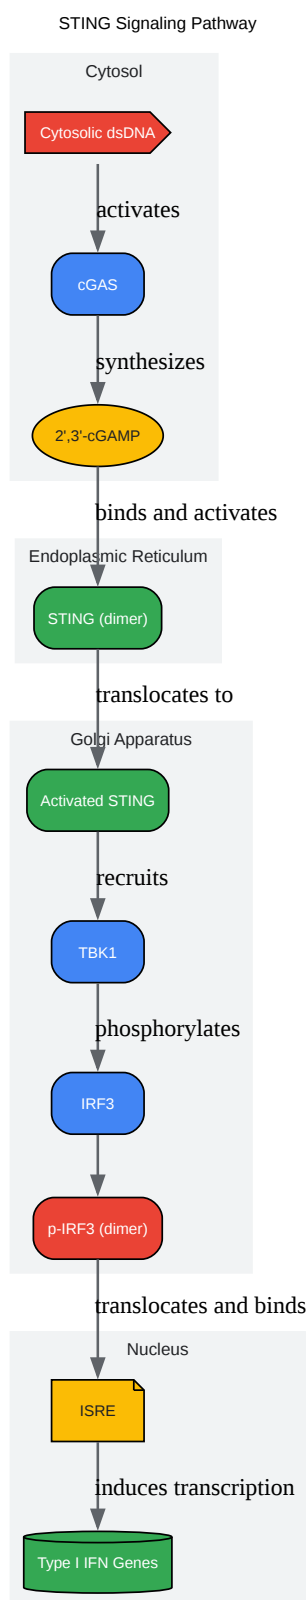 STING Signaling Pathway
Cytosol
Cytosolic dsDNA
activates
cGAS
synthesizes
2',3'-cGAMP
binds and activates
Endoplasmic Reticulum
STING (dimer)
translocates to
Golgi Apparatus
Activated STING
recruits
TBK1
phosphorylates
IRF3
p-IRF3 (dimer)
translocates and binds
Nucleus
ISRE
induces transcription
Type I IFN Genes